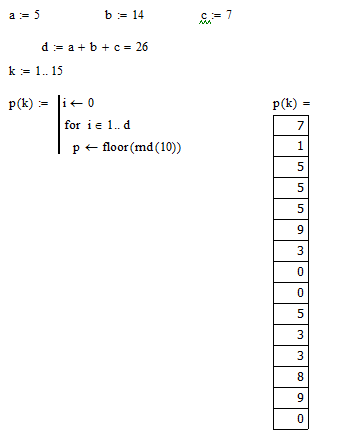 a := 5 b := 14 c := 7
d := a + b + c = 26
k := 1.. 15
p(k) := i ← 0
for i ∈ 1.. d
p ← floor(rnd(10))
p(k) =
7
1
5
5
5
9
3
0
0
5
3
3
8
9
0